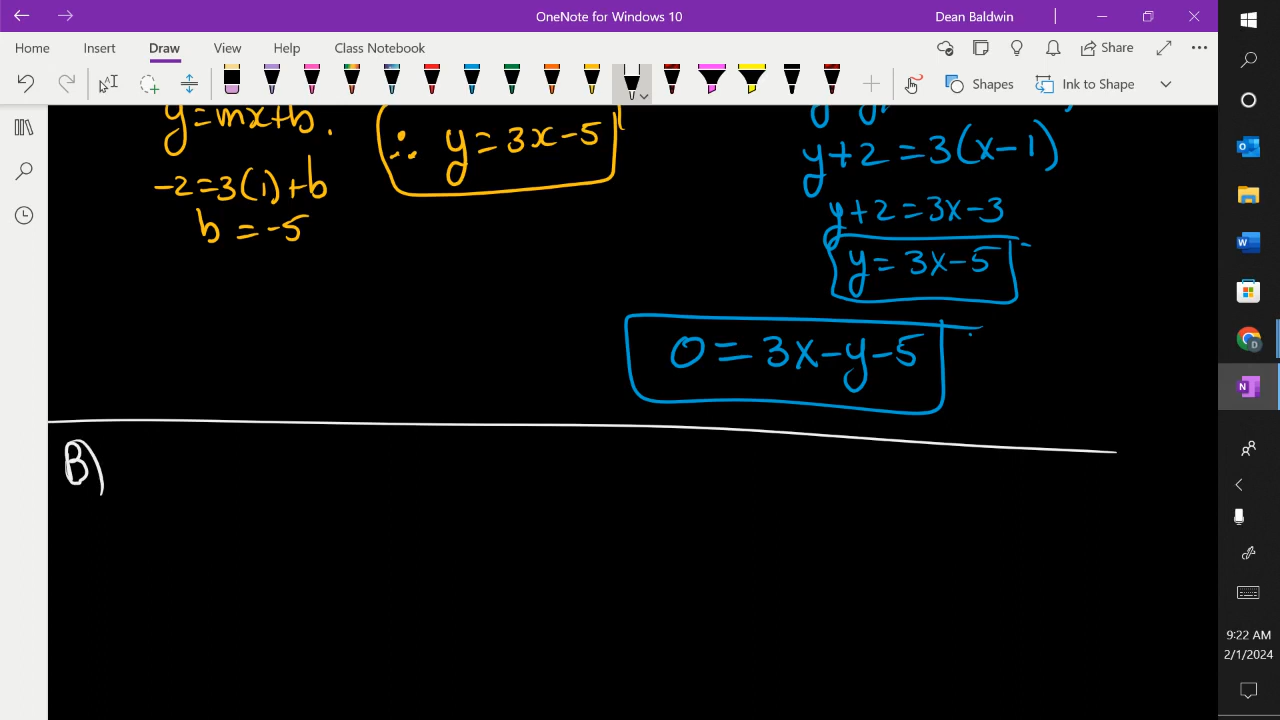 OneNote for Windows 10
Dean Baldwin
Home Insert Draw View Help Class Notebook
Share
Shapes
Ink to Shape
y=mx+b.
-2=3(1)+b
b=-5
∴ y=3x-5
y+2=3(x-1)
y+2=3x-3
y=3x-5
0=3x-y-5
B)
9:22 AM
2/1/2024